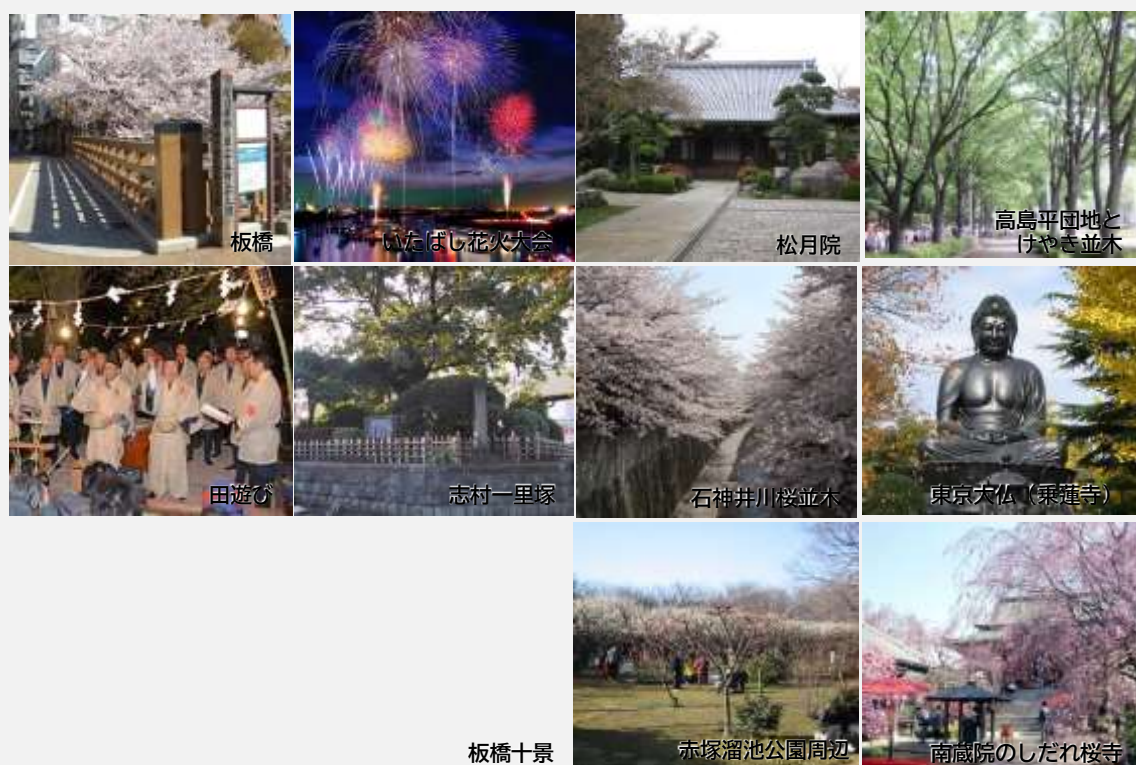 板橋
いたばし花火大会
松月院
高島平団地と
けやき並木
田遊び
志村一里塚
石神井川桜並木
東京大仏（乗蓮寺）
板橋十景
赤塚溜池公園周辺
南蔵院のしだれ桜寺